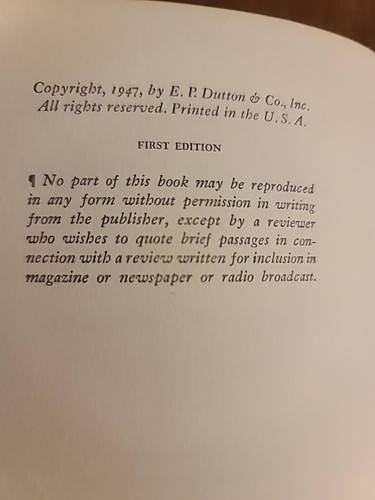 Copyright, 1947, by E. P. Dutton & Co., Inc.
All rights reserved. Printed in the U. S. A.
FIRST EDITION
¶ No part of this book may be reproduced
in any form without permission in writing
from the publisher, except by a reviewer
who wishes to quote brief passages in con-
nection with a review written for inclusion in
magazine or newspaper or radio broadcast.